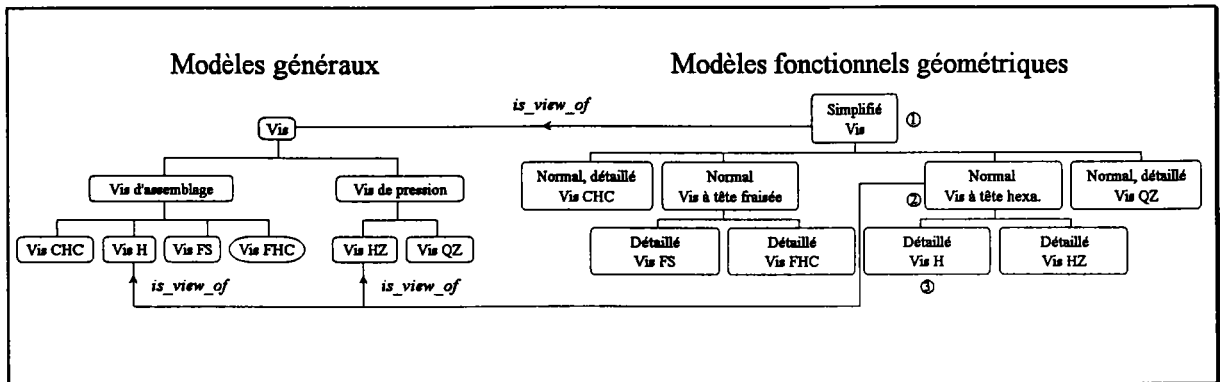 Modèles généraux
Modèles fonctionnels géométriques
is_view_of
Simplifié
Vis
①
Vis
Vis d'assemblage
Vis de pression
Normal, détaillé
Vis CHC
Normal
Vis à tête fraisée
②
Normal
Vis à tête hexa.
Normal, détaillé
Vis QZ
Vis CHC
Vis H
Vis FS
Vis FHC
Vis HZ
Vis QZ
Détaillé
Vis FS
Détaillé
Vis FHC
Détaillé
Vis H
Détaillé
Vis HZ
is_view_of
is_view_of
③